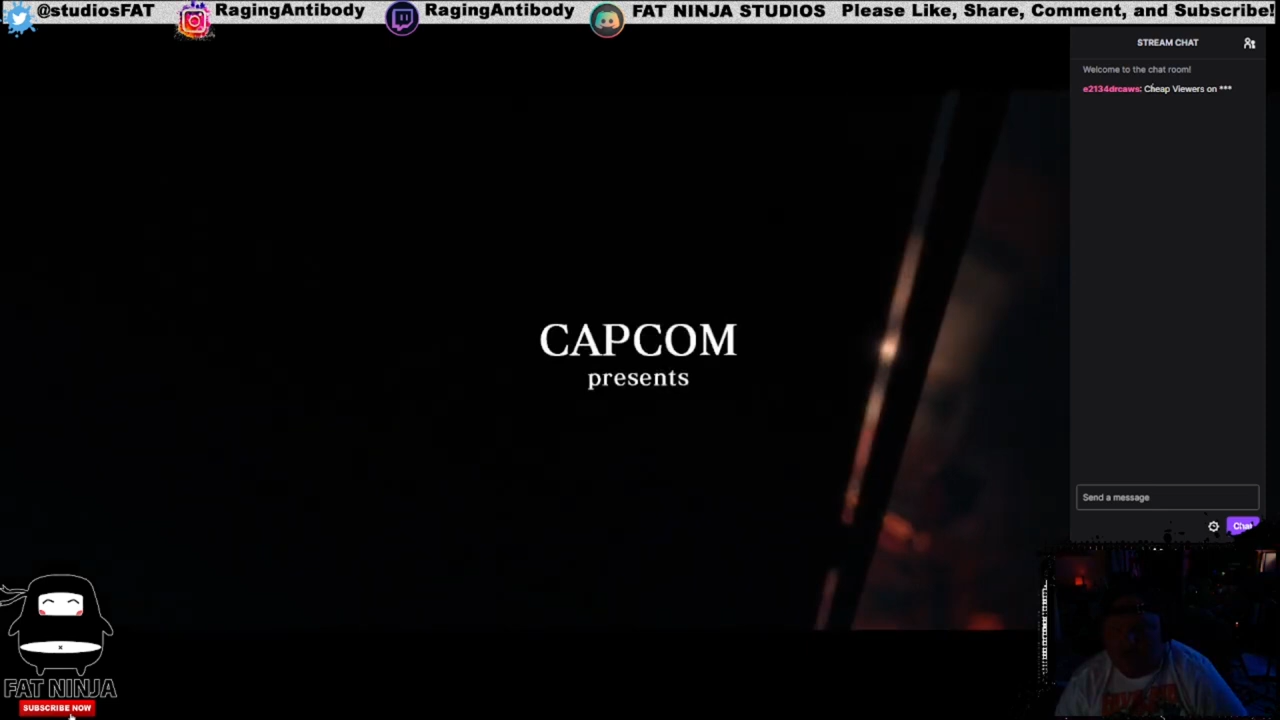 @studiosFAT RagingAntibody RagingAntibody FAT NINJA STUDIOS Please Like, Share, Comment, and Subscribe!
STREAM CHAT
Welcome to the chat room!
e2134drcaws: Cheap Viewers on ***
CAPCOM
presents
Send a message
Chat
FAT NINJA
SUBSCRIBE NOW